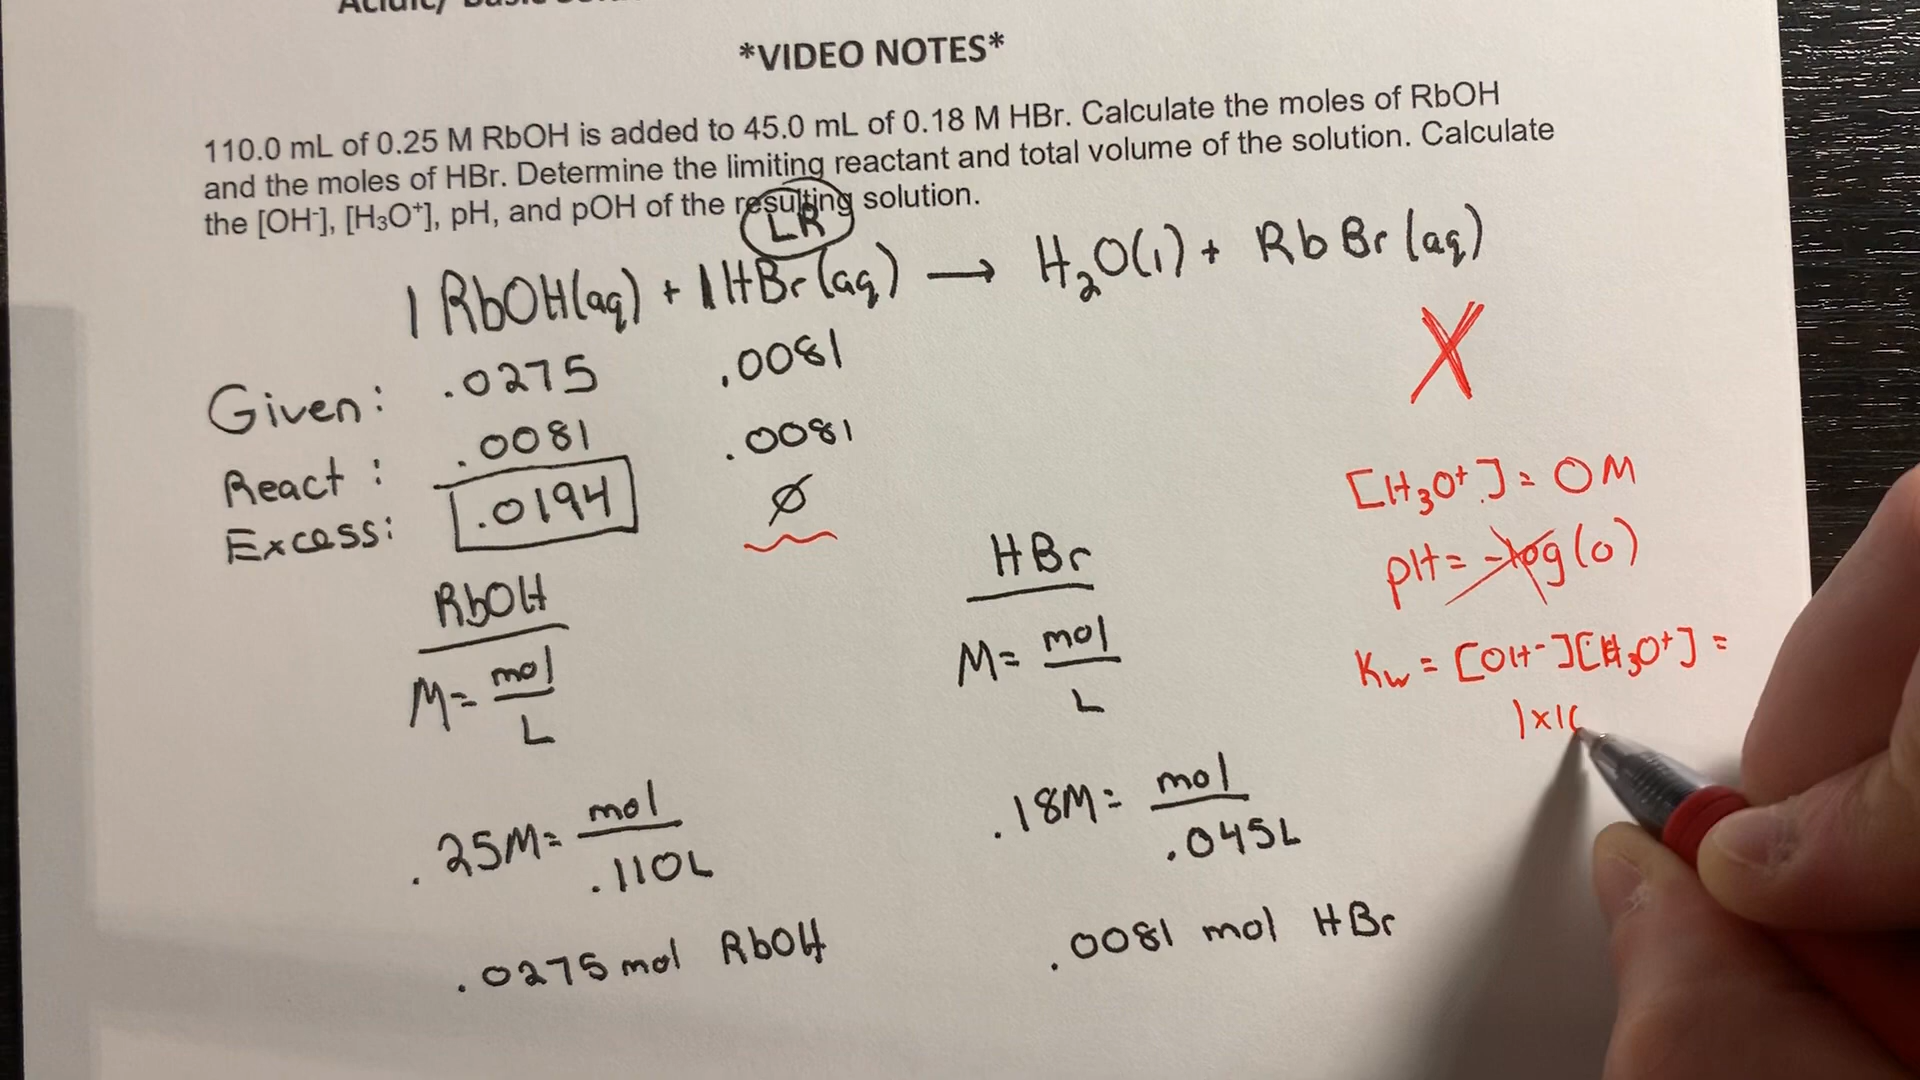 *VIDEO NOTES*
110.0 mL of 0.25 M RbOH is added to 45.0 mL of 0.18 M HBr. Calculate the moles of RbOH
and the moles of HBr. Determine the limiting reactant and total volume of the solution. Calculate
the [OH⁻], [H₃O⁺], pH, and pOH of the resulting solution.
LR
1 RbOH(aq) + 1 HBr(aq) → H₂O(l) + RbBr(aq)
Given: .0275 .0081
React: .0081 .0081
Excess: .0194 ∅
X
[H₃O⁺] = 0M
pH = -log(0)
Kw = [OH⁻][H₃O⁺] =
1x10
RbOH
M = mol
L
.25M = mol
.110L
.0275 mol RbOH
HBr
M = mol
L
.18M = mol
.045L
.0081 mol HBr